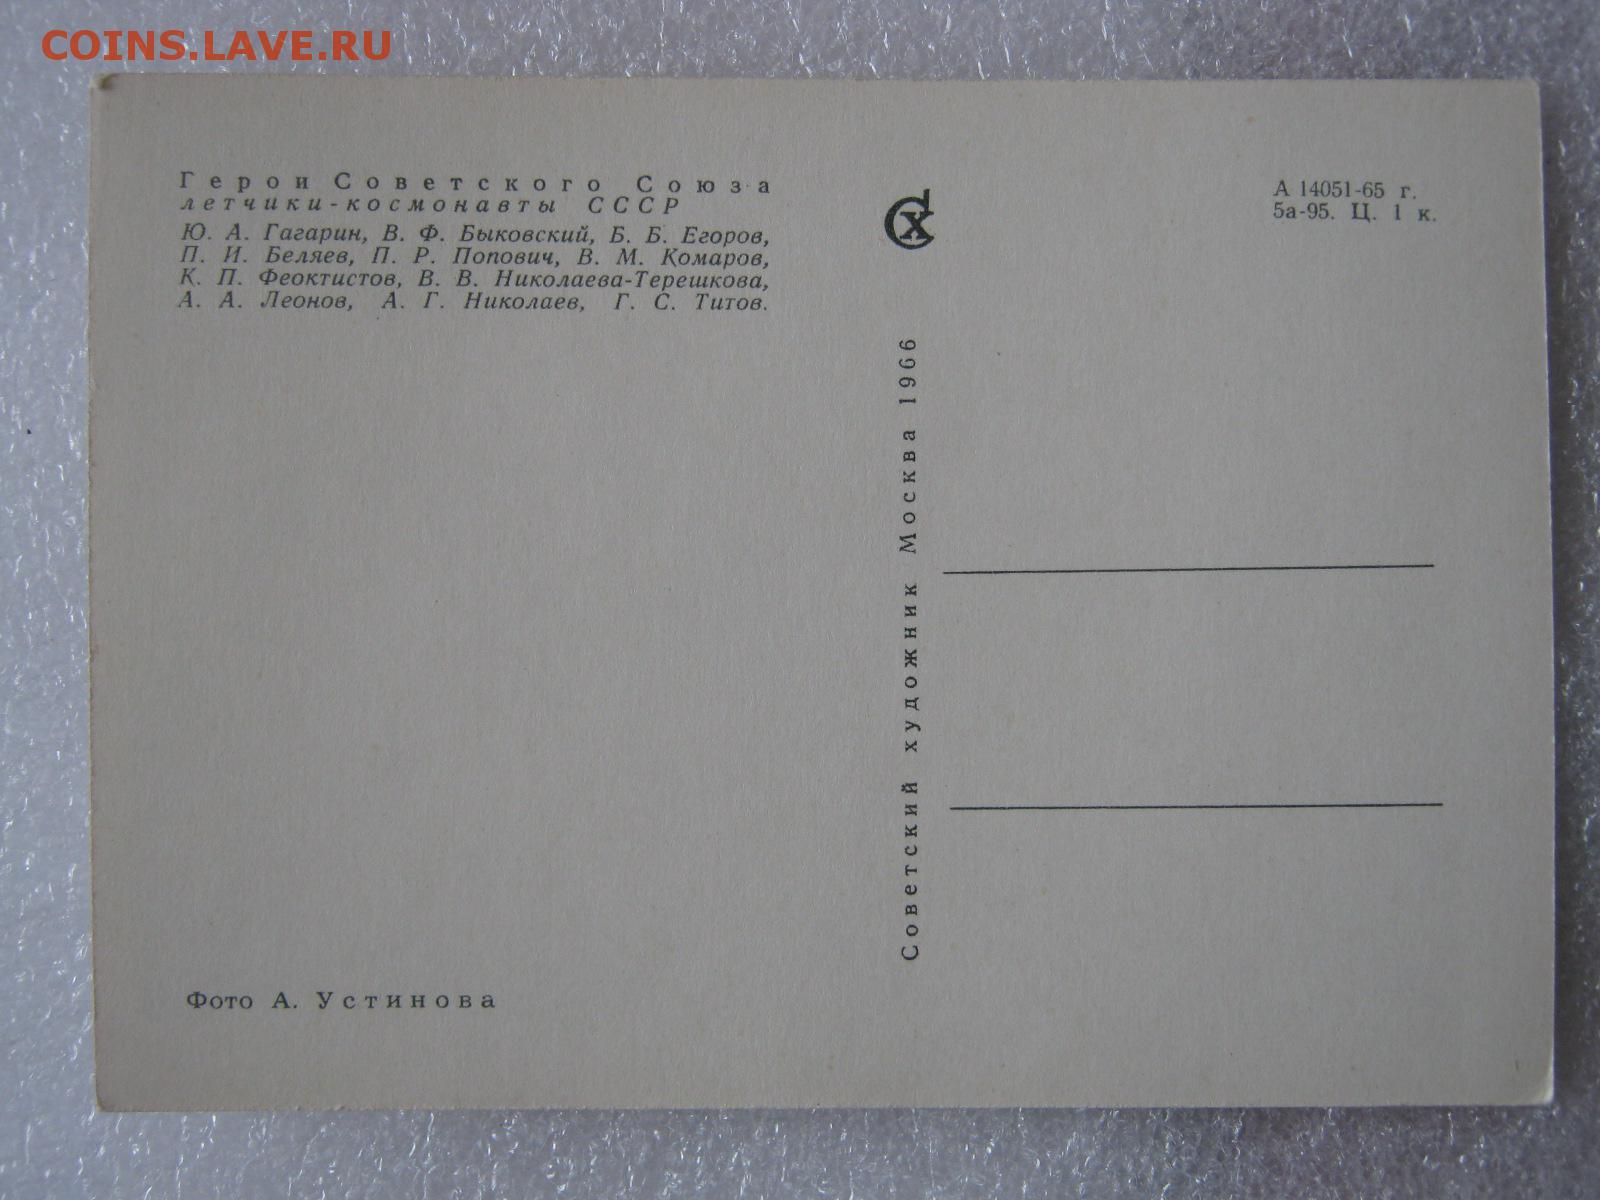 COINS.LAVE.RU
Герои Советского Союза
летчики-космонавты СССР
Ю. А. Гагарин, В. Ф. Быковский, Б. Б. Егоров,
П. И. Беляев, П. Р. Попович, В. М. Комаров,
К. П. Феоктистов, В. В. Николаева-Терешкова,
А. А. Леонов, А. Г. Николаев, Г. С. Титов.
Фото А. Устинова
СХ
Советский художник Москва 1966
А 14051-65 г.
5а-95. Ц. 1 к.